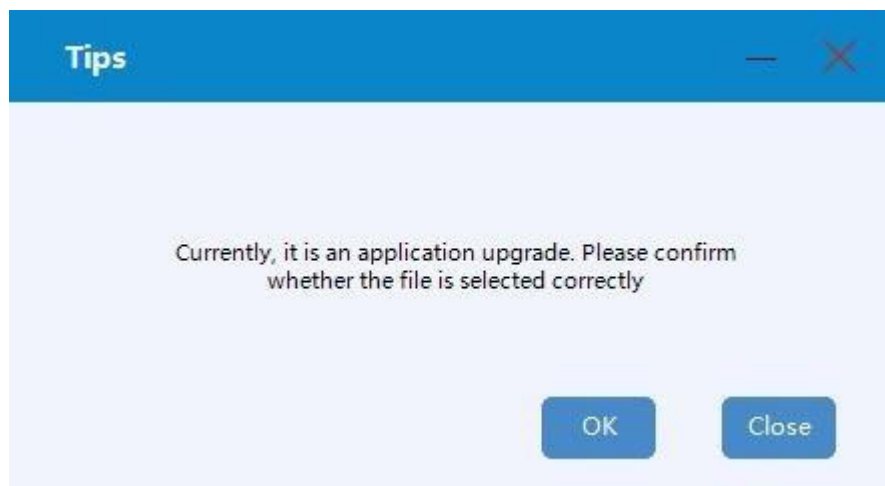 Tips
Currently, it is an application upgrade. Please confirm
whether the file is selected correctly
OK
Close